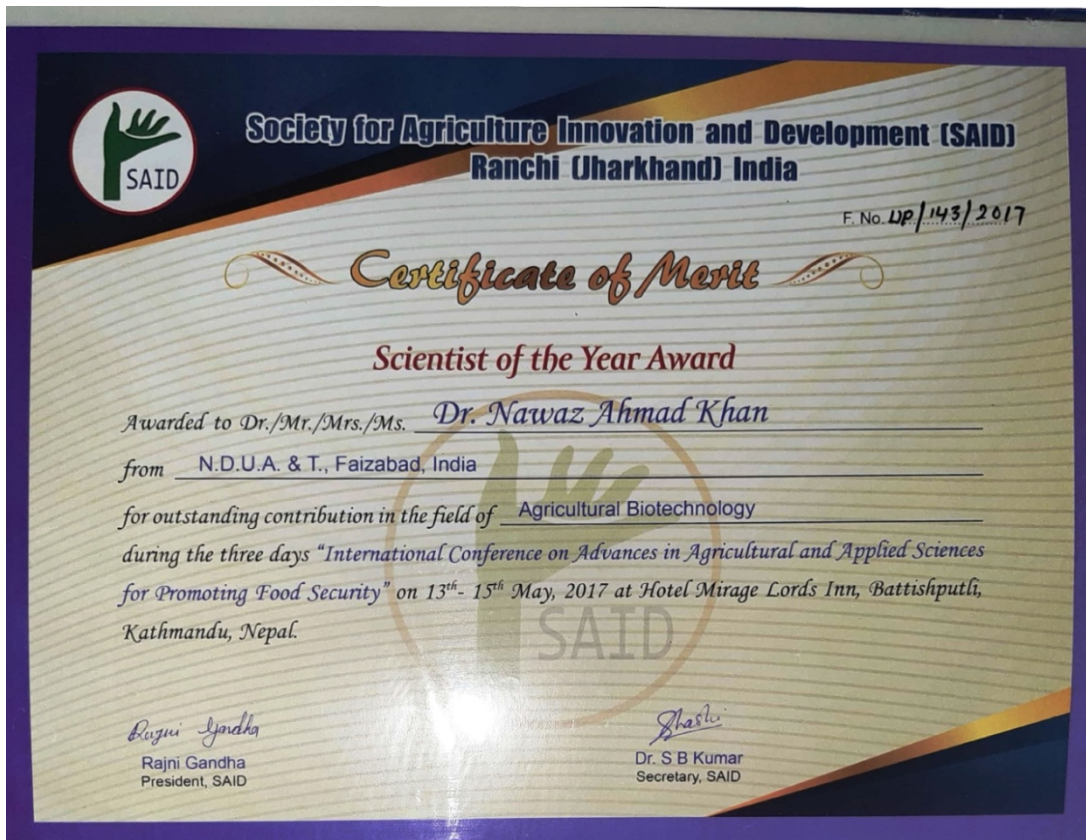 SAID
Society for Agriculture Innovation and Development (SAID)
Ranchi (Jharkhand) India
F. No. UP/143/2017
Certificate of Merit
Scientist of the Year Award
Awarded to Dr./Mr./Mrs./Ms. Dr. Nawaz Ahmad Khan
from N.D.U.A. & T., Faizabad, India
for outstanding contribution in the field of Agricultural Biotechnology
during the three days "International Conference on Advances in Agricultural and Applied Sciences
for Promoting Food Security" on 13th- 15th May, 2017 at Hotel Mirage Lords Inn, Battishputli,
Kathmandu, Nepal.
SAID
Rajni Gandha
Shashi
Rajni Gandha
Dr. S B Kumar
President, SAID
Secretary, SAID